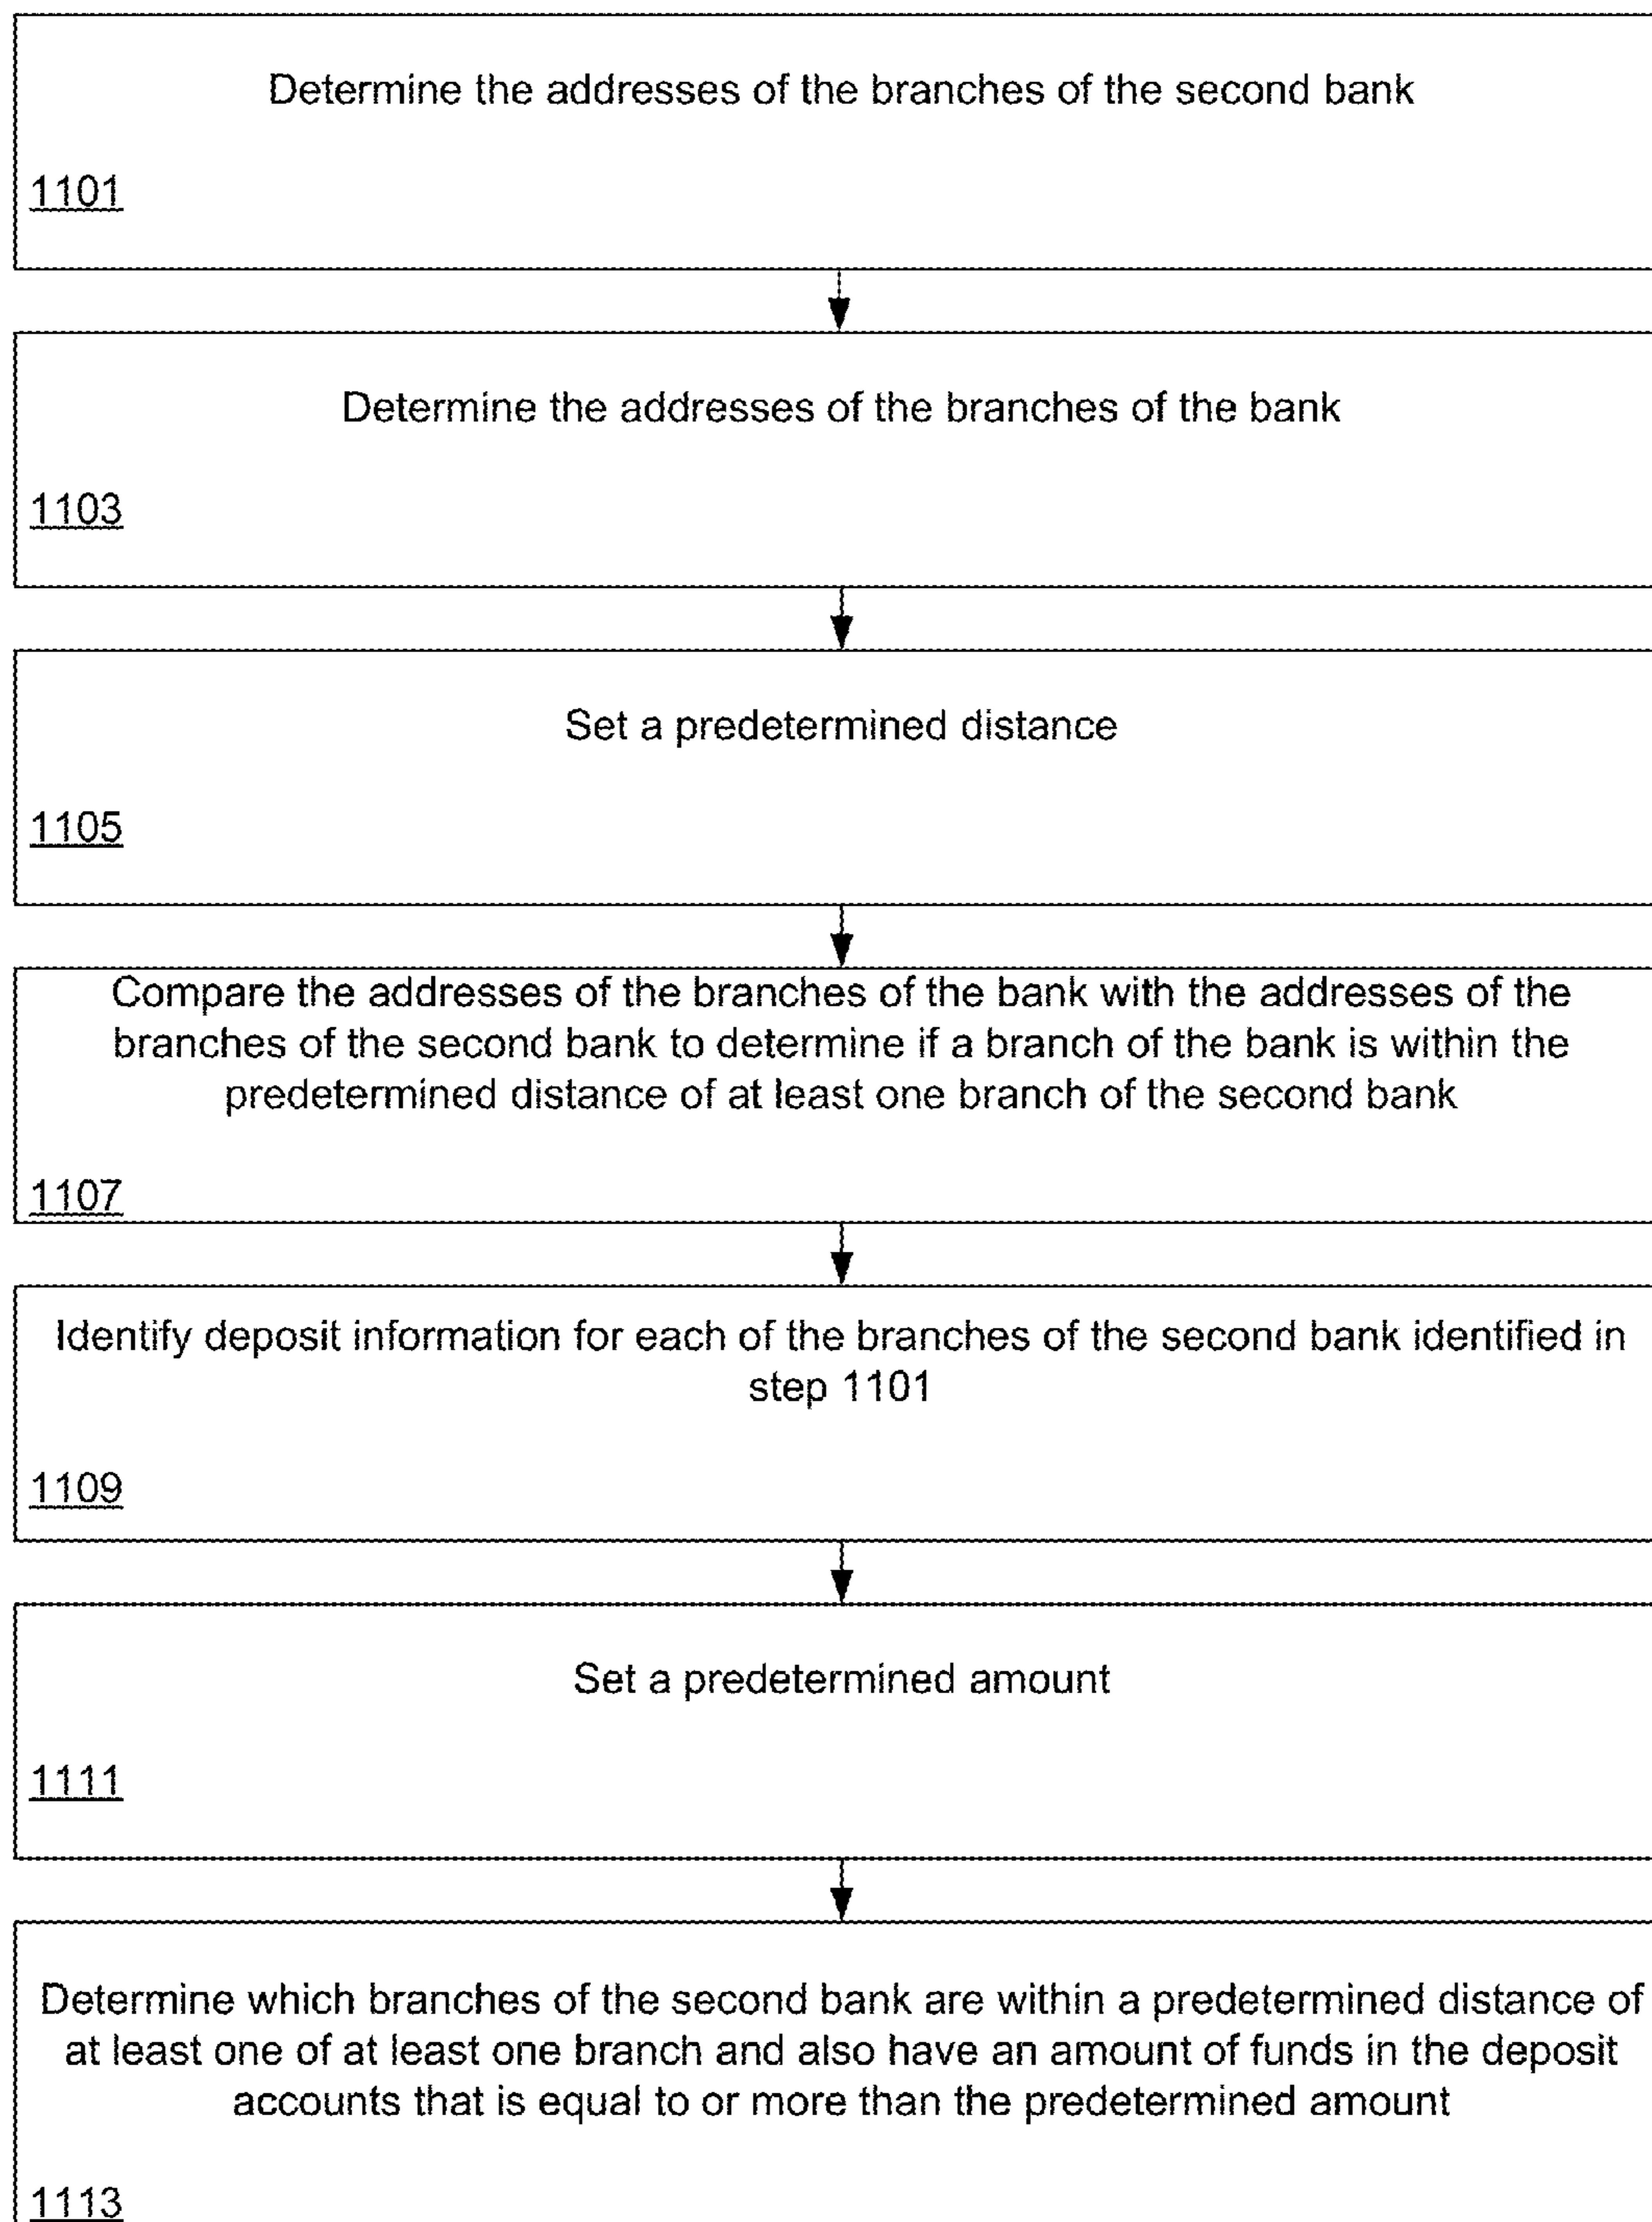 Determine the addresses of the branches of the second bank
1101
Determine the addresses of the branches of the bank
1103
Set a predetermined distance
1105
Compare the addresses of the branches of the bank with the addresses of the
branches of the second bank to determine if a branch of the bank is within the
predetermined distance of at least one branch of the second bank
1107
Identify deposit information for each of the branches of the second bank identified in
step 1101
1109
Set a predetermined amount
1111
Determine which branches of the second bank are within a predetermined distance of
at least one of at least one branch and also have an amount of funds in the deposit
accounts that is equal to or more than the predetermined amount
1113